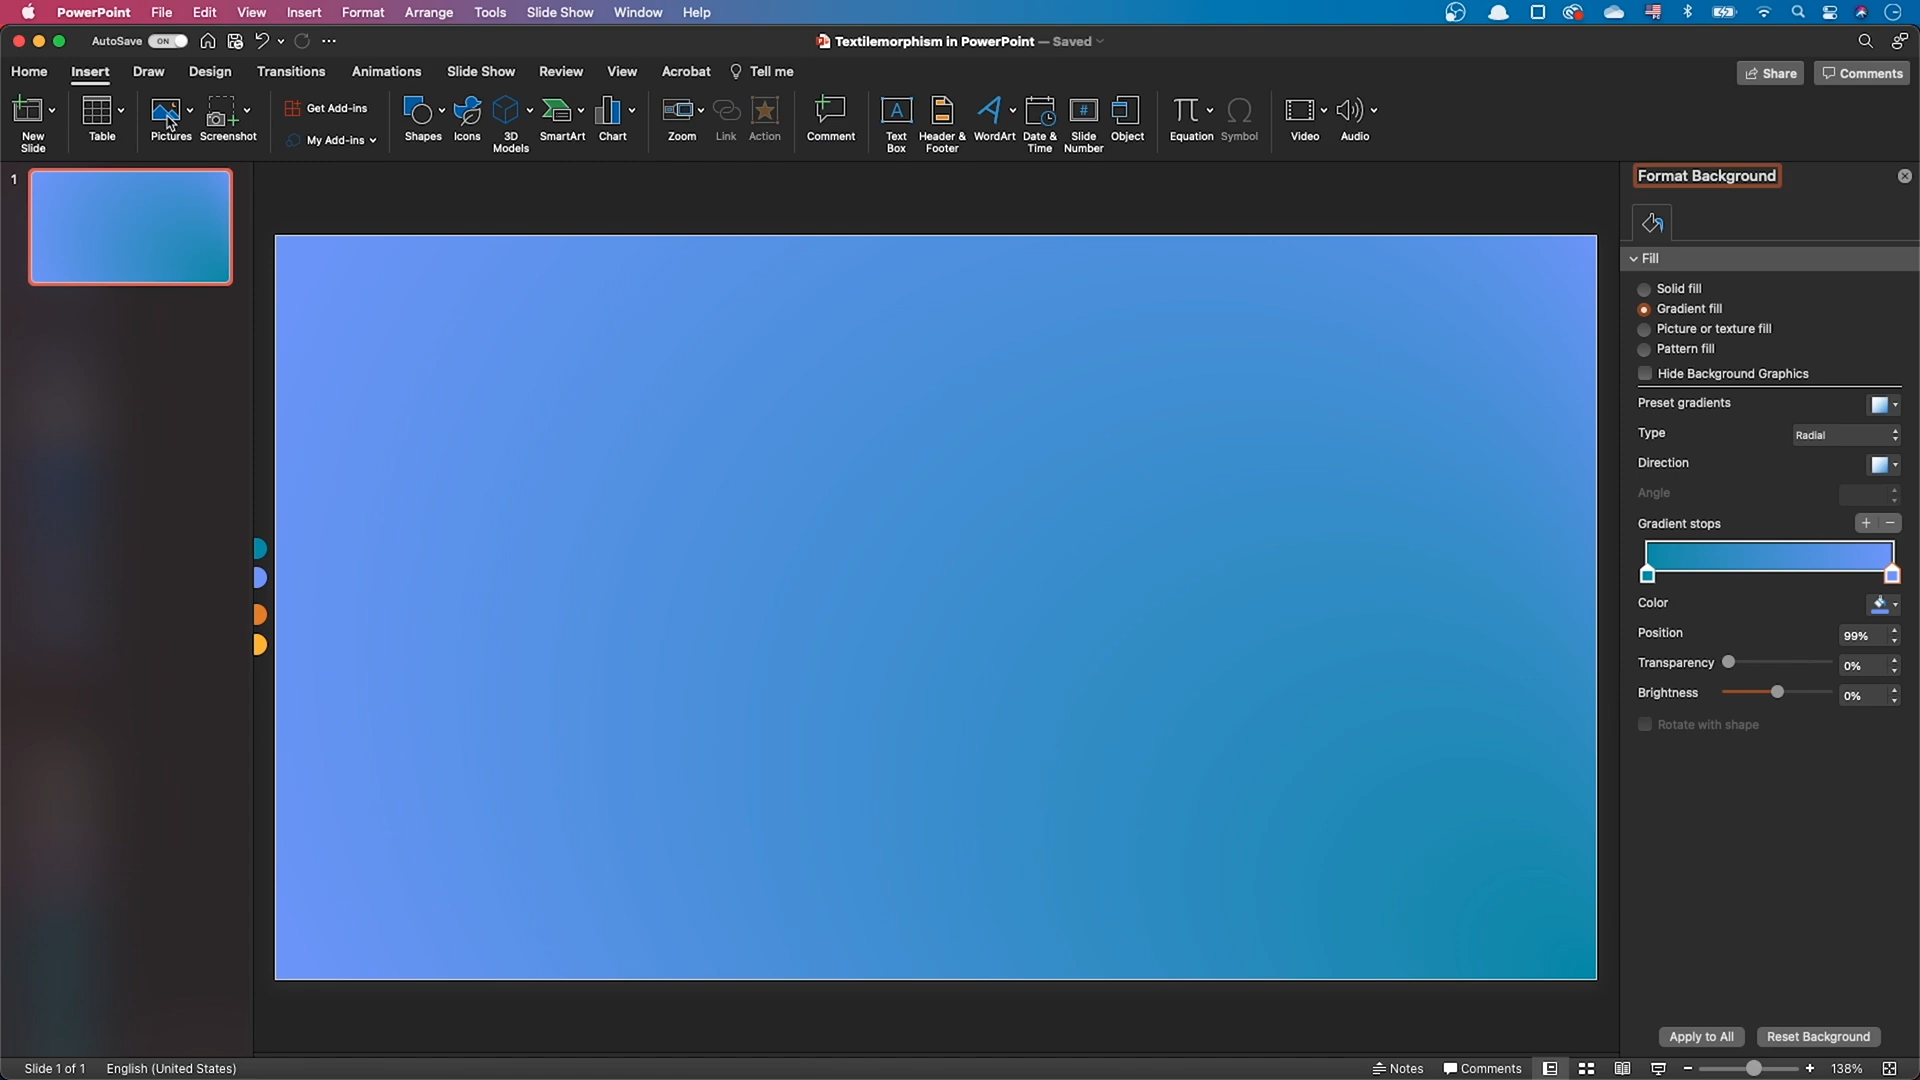 PowerPoint File Edit View Insert Format Arrange Tools Slide Show Window Help
AutoSave ON Textilemorphism in PowerPoint — Saved
Home Insert Draw Design Transitions Animations Slide Show Review View Acrobat Tell me Share Comments
New Slide
Table
Pictures
Screenshot
Get Add-ins
My Add-ins
Shapes
Icons
3D Models
SmartArt
Chart
Zoom
Link
Action
Comment
Text Box
Header & Footer
WordArt
Date & Time
Slide Number
Object
Equation
Symbol
Video
Audio
1
Format Background
Fill
Solid fill
Gradient fill
Picture or texture fill
Pattern fill
Hide Background Graphics
Preset gradients
Type Radial
Direction
Angle
Gradient stops + −
Color
Position 99%
Transparency 0%
Brightness 0%
Rotate with shape
Apply to All Reset Background
Slide 1 of 1 English (United States) Notes Comments − + 138%